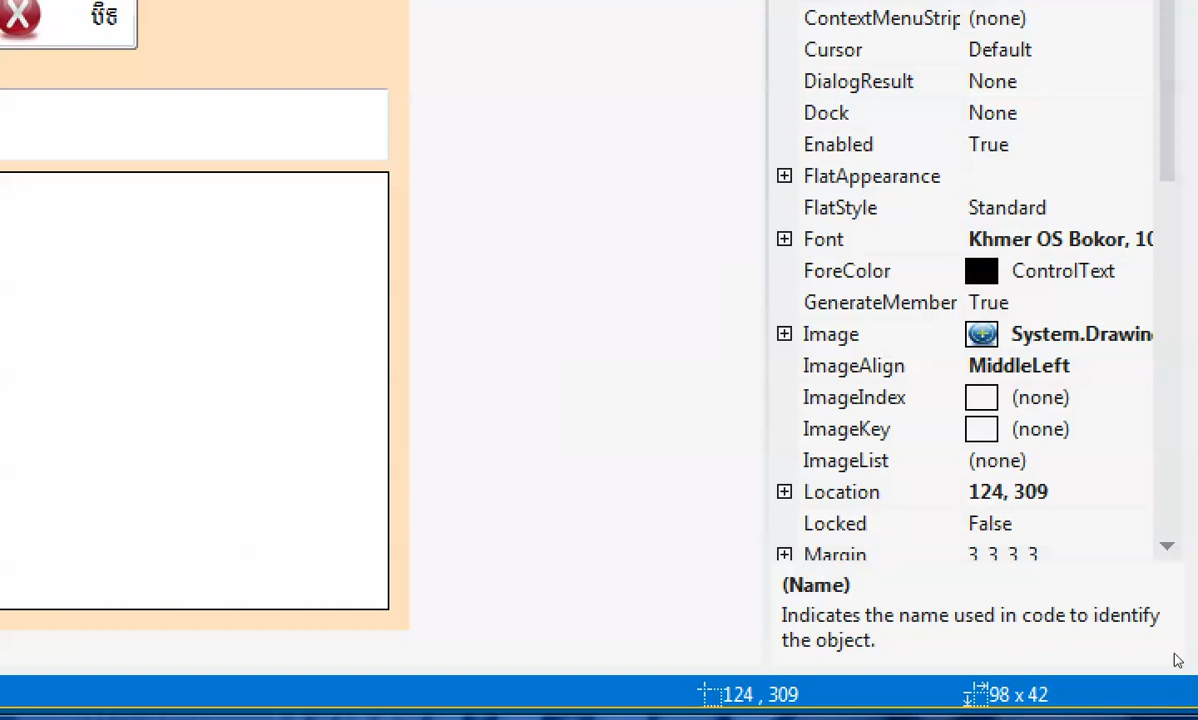 បិទ
ContextMenuStrip (none)
Cursor Default
DialogResult None
Dock None
Enabled True
FlatAppearance
FlatStyle Standard
Font Khmer OS Bokor, 10
ForeColor ControlText
GenerateMember True
Image System.Drawin
ImageAlign MiddleLeft
ImageIndex (none)
ImageKey (none)
ImageList (none)
Location 124, 309
Locked False
Margin 3, 3, 3, 3
(Name)
Indicates the name used in code to identify
the object.
124 , 309 98 x 42